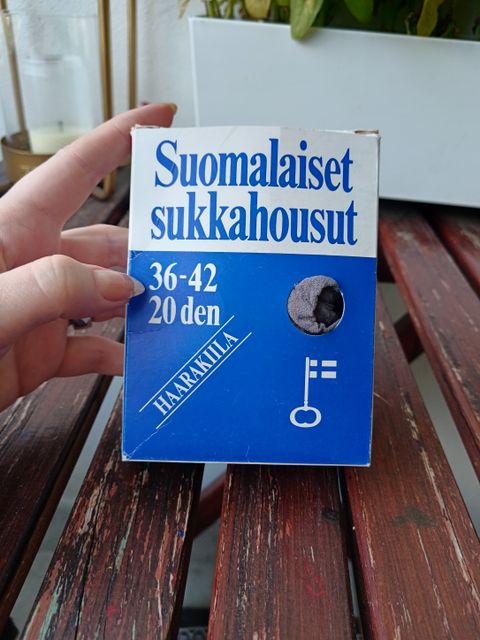 Suomalaiset
sukkahousut
36-42
20 den
HAARAKIILA